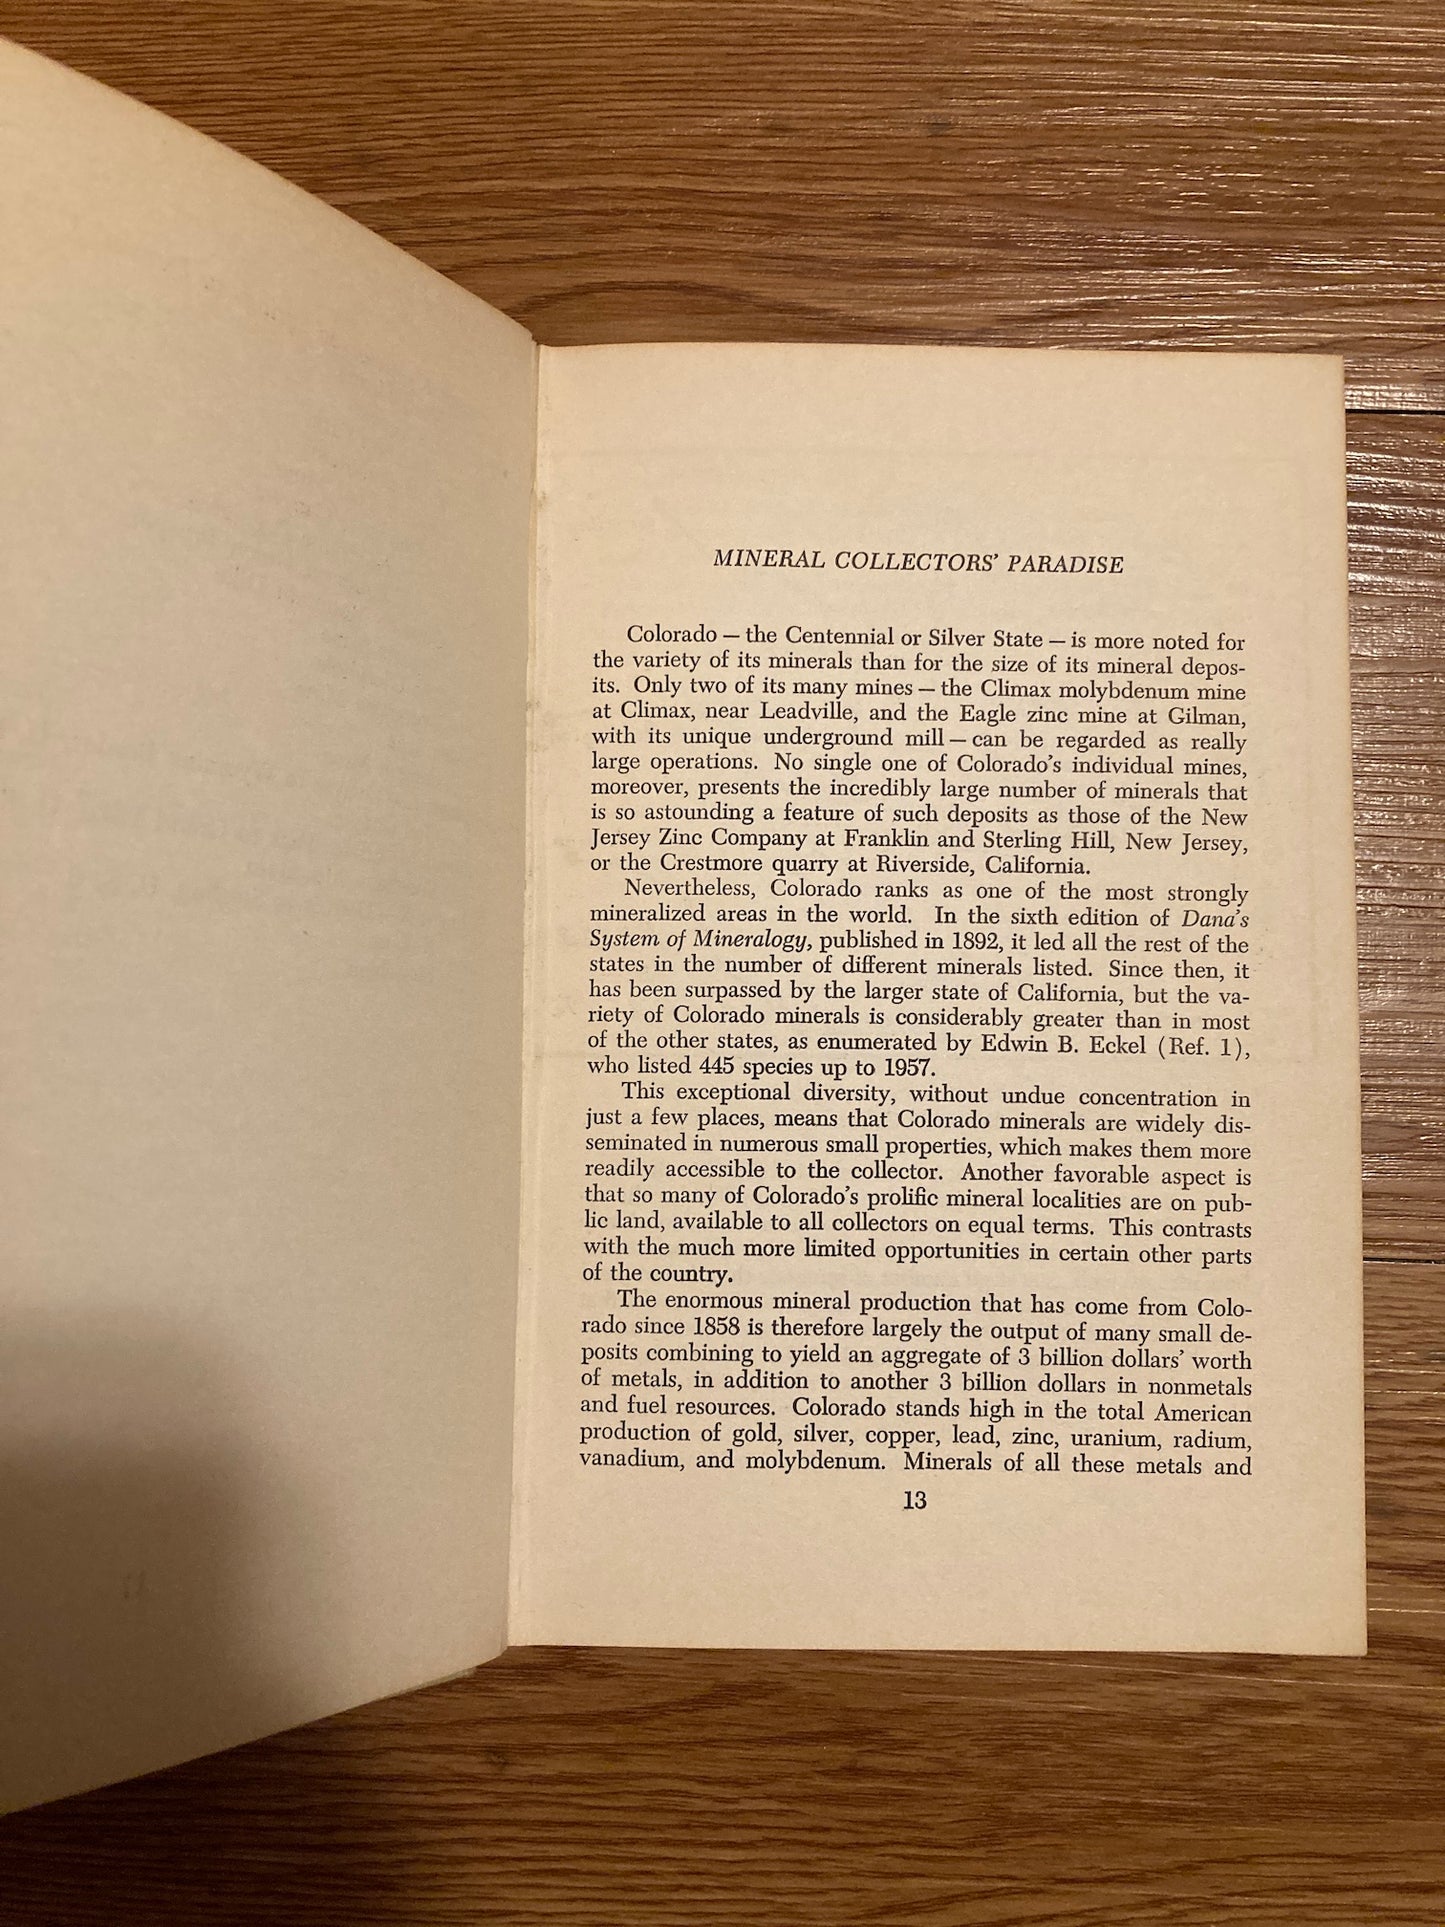 MINERAL COLLECTORS' PARADISE
Colorado — the Centennial or Silver State — is more noted for
the variety of its minerals than for the size of its mineral depos-
its. Only two of its many mines — the Climax molybdenum mine
at Climax, near Leadville, and the Eagle zinc mine at Gilman,
with its unique underground mill — can be regarded as really
large operations. No single one of Colorado's individual mines,
moreover, presents the incredibly large number of minerals that
is so astounding a feature of such deposits as those of the New
Jersey Zinc Company at Franklin and Sterling Hill, New Jersey,
or the Crestmore quarry at Riverside, California.
Nevertheless, Colorado ranks as one of the most strongly
mineralized areas in the world. In the sixth edition of Dana's
System of Mineralogy, published in 1892, it led all the rest of the
states in the number of different minerals listed. Since then, it
has been surpassed by the larger state of California, but the va-
riety of Colorado minerals is considerably greater than in most
of the other states, as enumerated by Edwin B. Eckel (Ref. 1),
who listed 445 species up to 1957.
This exceptional diversity, without undue concentration in
just a few places, means that Colorado minerals are widely dis-
seminated in numerous small properties, which makes them more
readily accessible to the collector. Another favorable aspect is
that so many of Colorado's prolific mineral localities are on pub-
lic land, available to all collectors on equal terms. This contrasts
with the much more limited opportunities in certain other parts
of the country.
The enormous mineral production that has come from Colo-
rado since 1858 is therefore largely the output of many small de-
posits combining to yield an aggregate of 3 billion dollars' worth
of metals, in addition to another 3 billion dollars in nonmetals
and fuel resources. Colorado stands high in the total American
production of gold, silver, copper, lead, zinc, uranium, radium,
vanadium, and molybdenum. Minerals of all these metals and
13